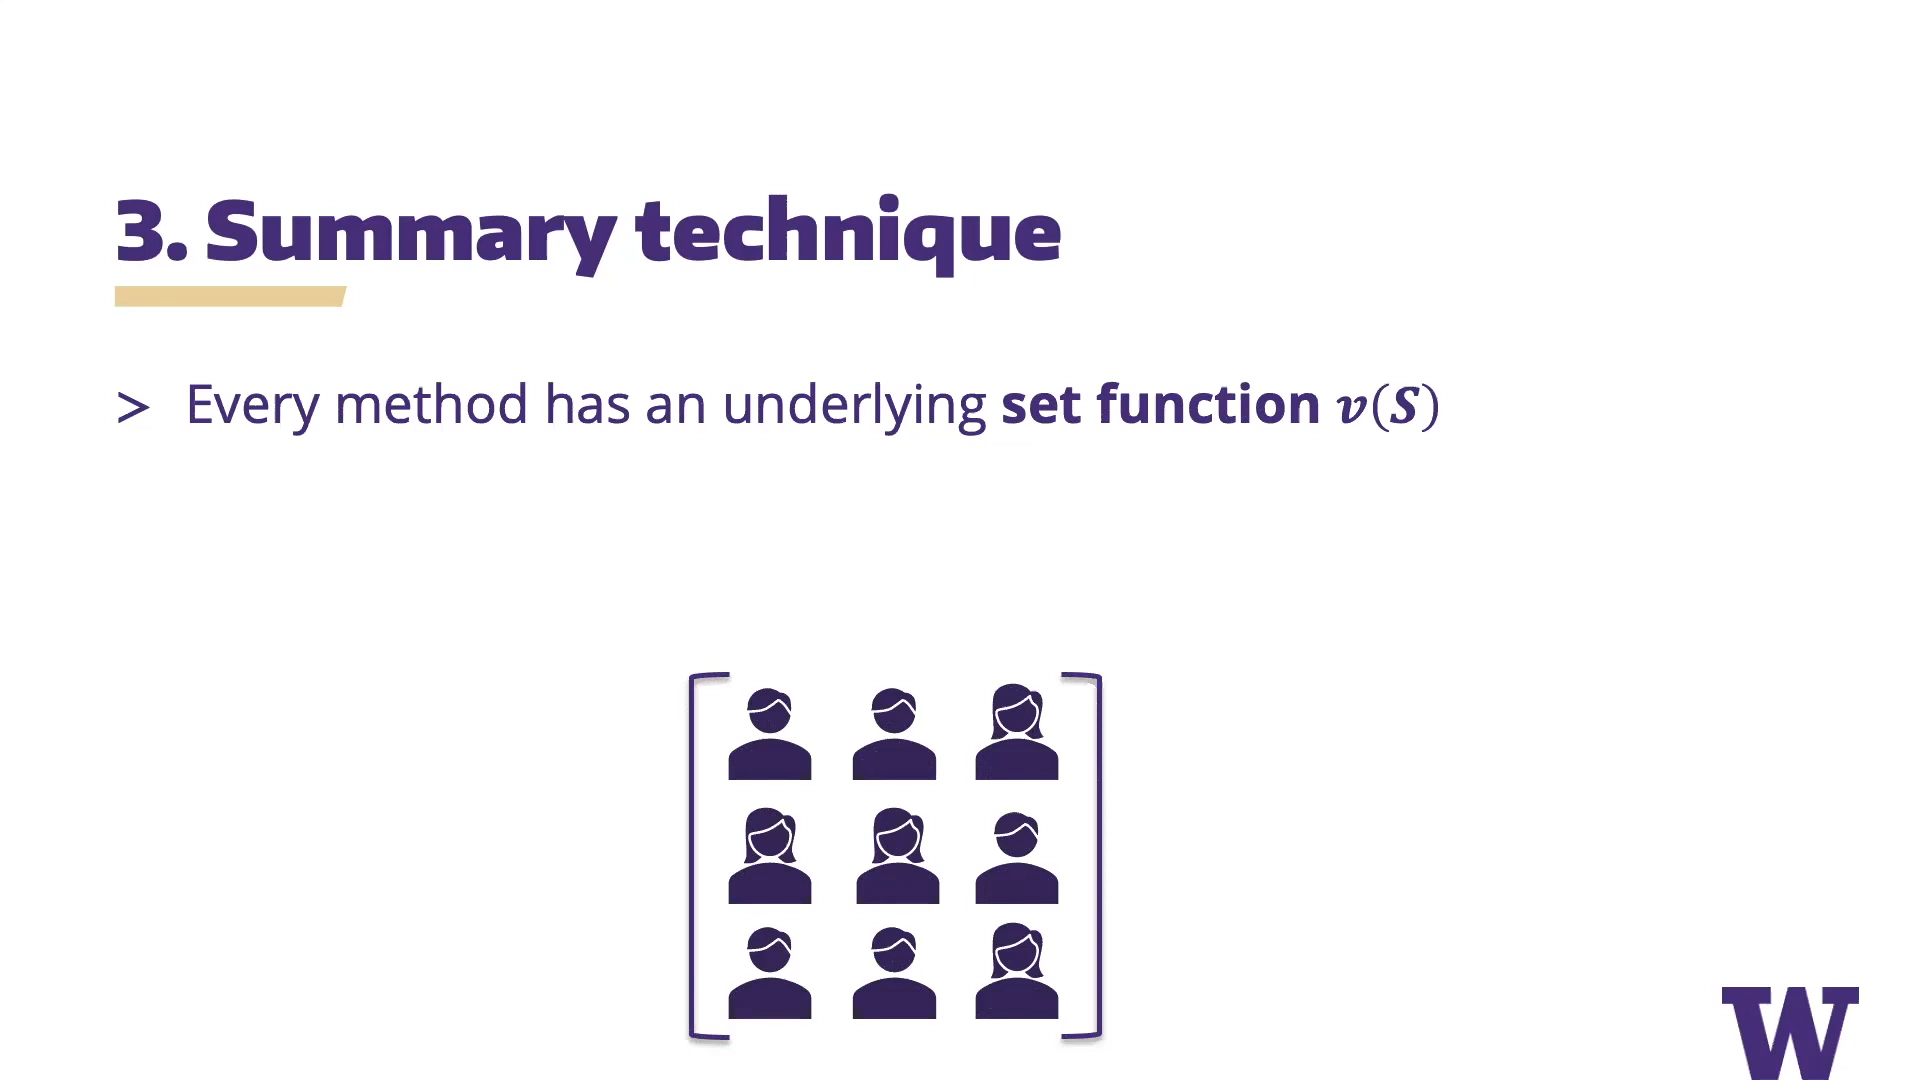 3. Summary technique
> Every method has an underlying set function v(S)
W